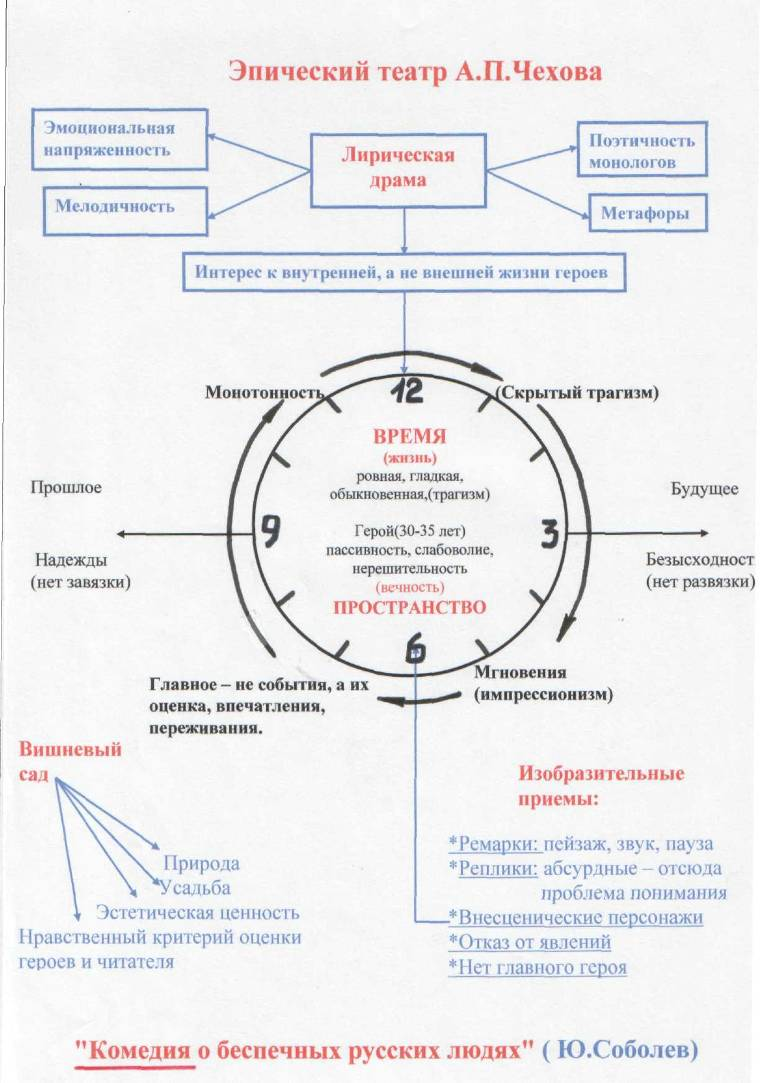 Эпический театр А.П.Чехова
Эмоциональная
напряженность
Мелодичность
Лирическая
драма
Поэтичность
монологов
Метафоры
Интерес к внутренней, а не внешней жизни героев
Монотонность
12
(Скрытый трагизм)
ВРЕМЯ
(жизнь)
ровная, гладкая,
обыкновенная,(трагизм)
Прошлое
Будущее
9
Герой(30-35 лет)
3
пассивность, слабоволие,
нерешительность
Надежды
(нет завязки)
Безысходност
(нет развязки)
(вечность)
ПРОСТРАНСТВО
6
Главное – не события, а их
оценка, впечатления,
переживания.
Мгновения
(импрессионизм)
Вишневый
сад
Природа
Усадьба
Эстетическая ценность
Нравственный критерий оценки
героев и читателя
Изобразительные
приемы:
*Ремарки: пейзаж, звук, пауза
*Реплики: абсурдные – отсюда
проблема понимания
*Внесценические персонажи
*Отказ от явлений
*Нет главного героя
"Комедия о беспечных русских людях" ( Ю.Соболев)